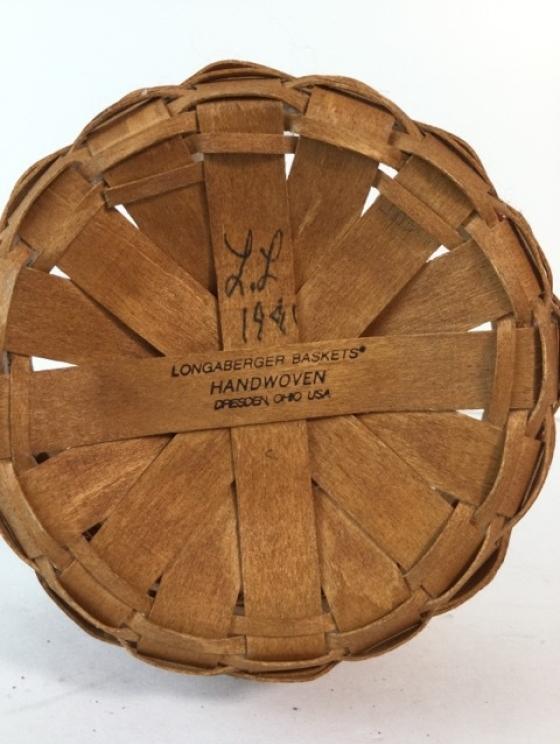 L.L
1991
LONGABERGER BASKETS®
HANDWOVEN
DRESDEN, OHIO USA